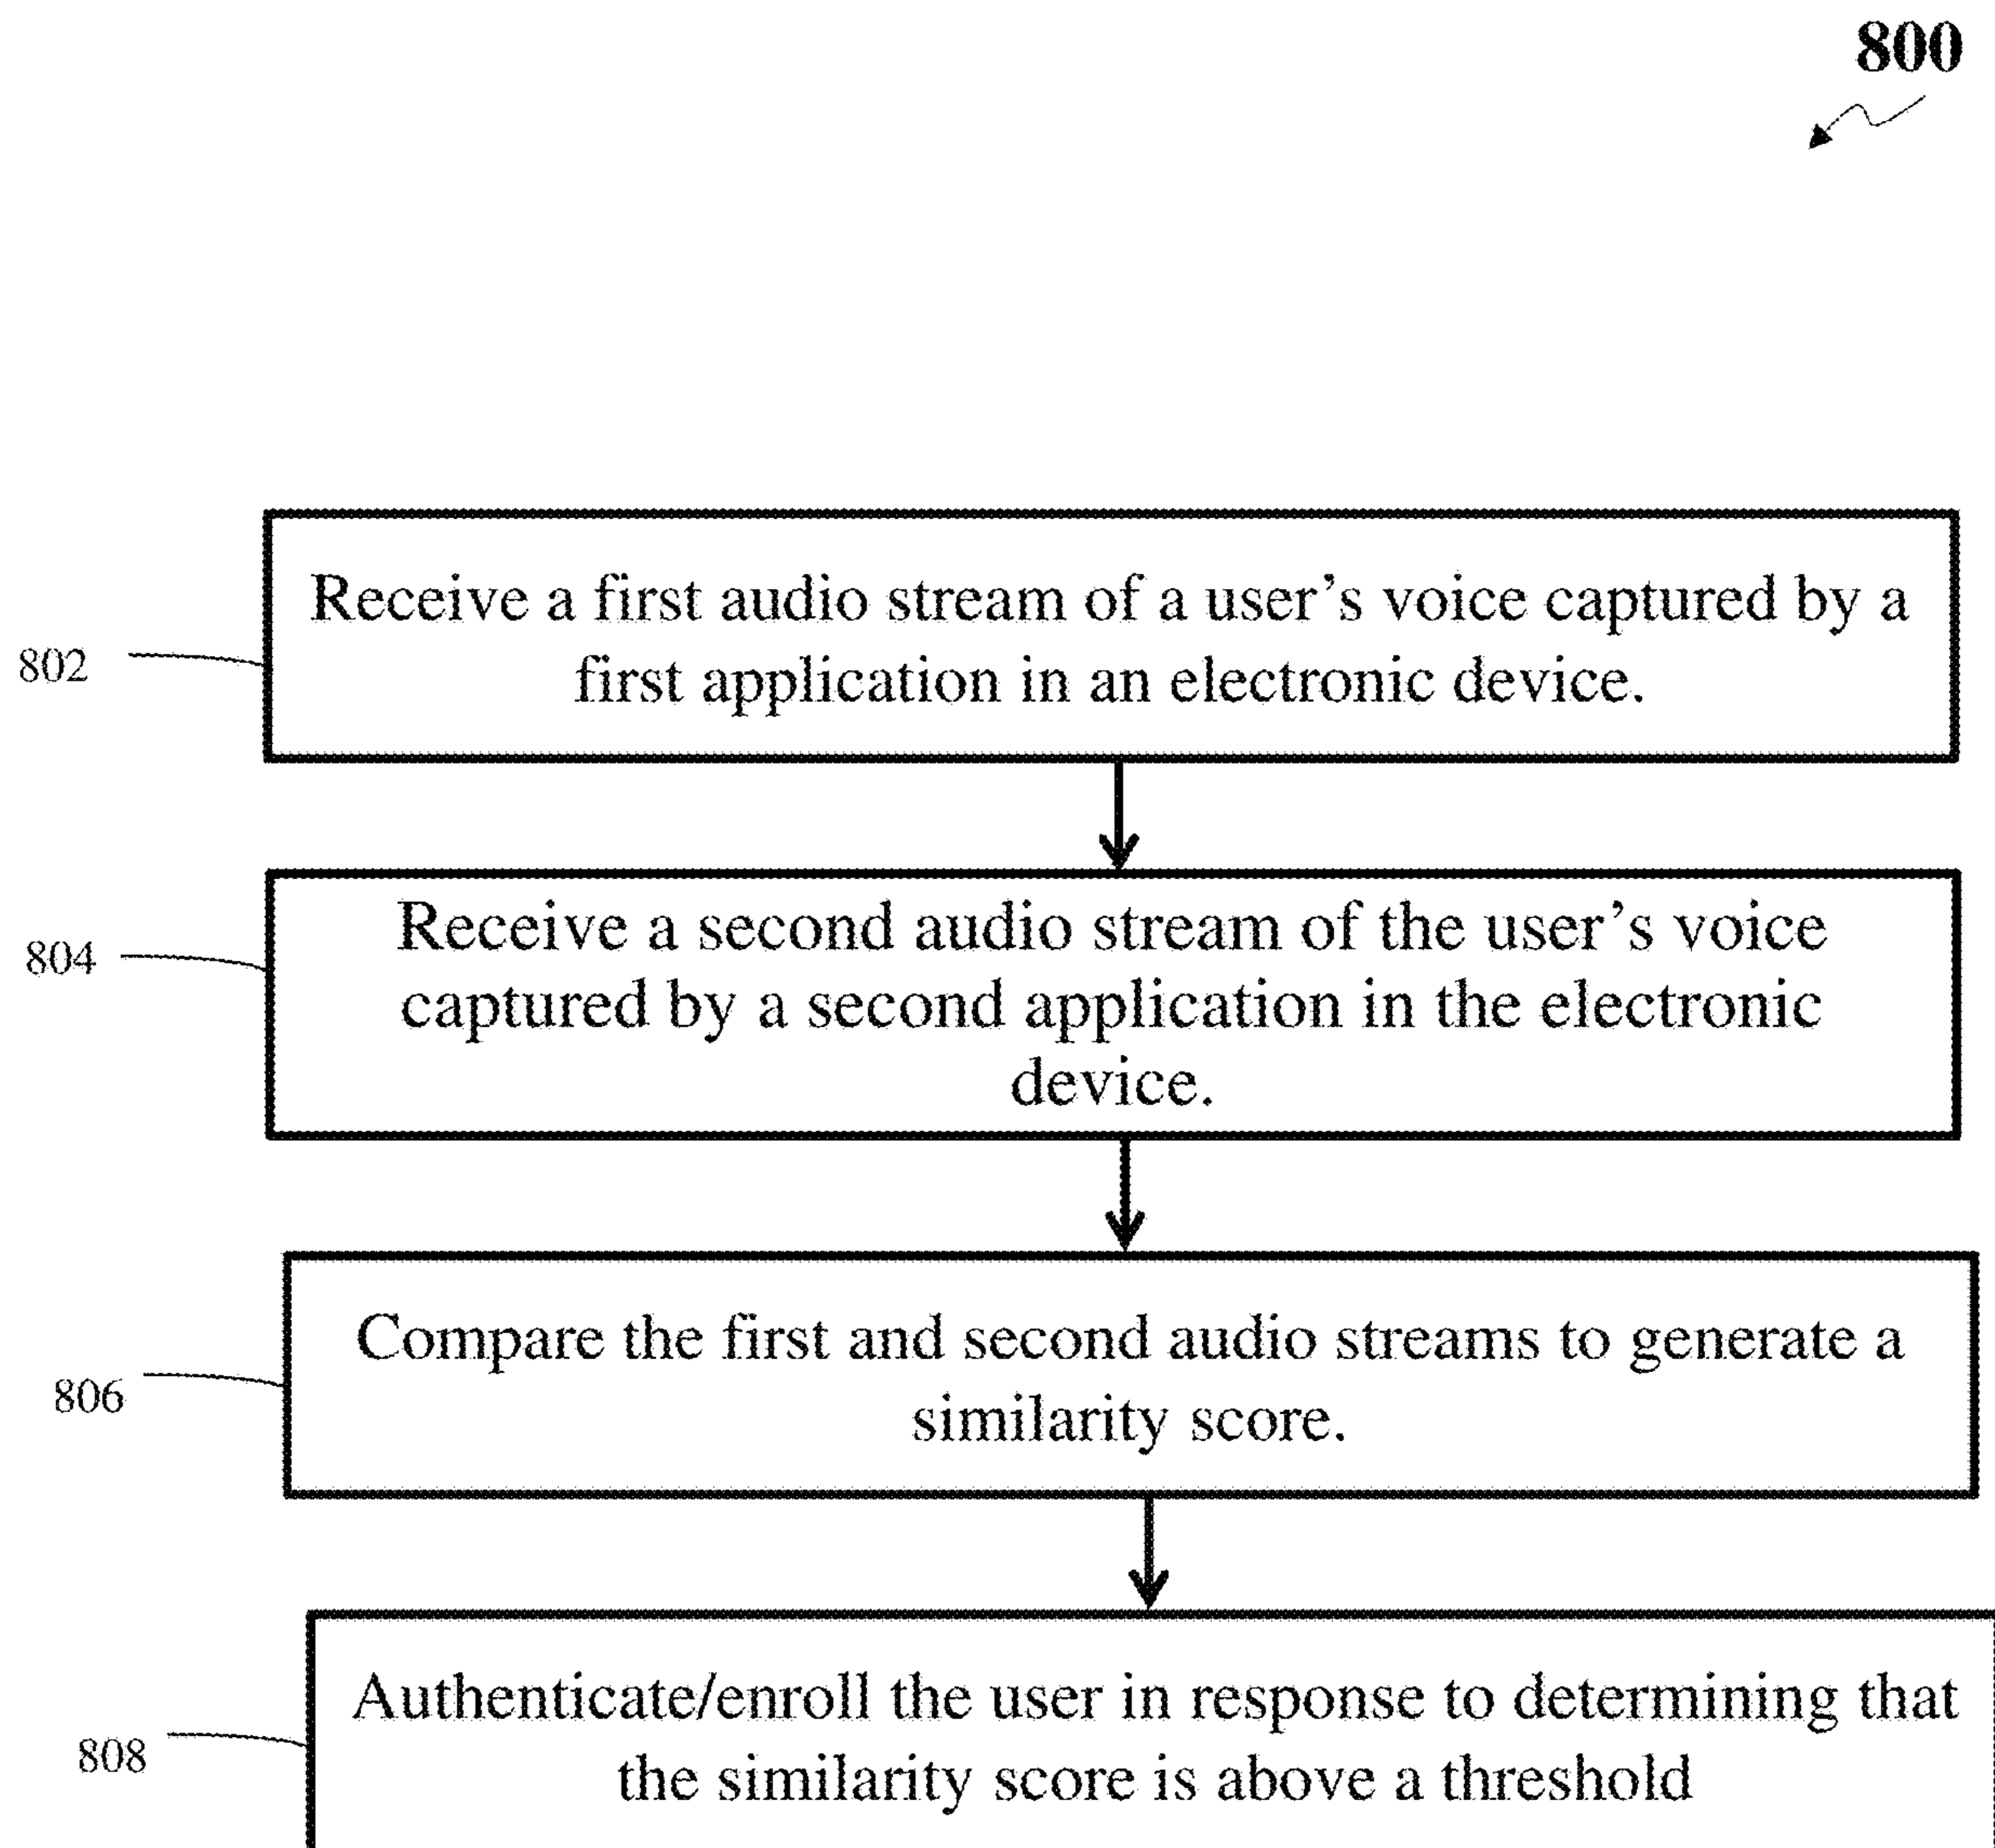 800
802
Receive a first audio stream of a user’s voice captured by a
first application in an electronic device.
804
Receive a second audio stream of the user’s voice
captured by a second application in the electronic
device.
806
Compare the first and second audio streams to generate a
similarity score.
808
Authenticate/enroll the user in response to determining that
the similarity score is above a threshold